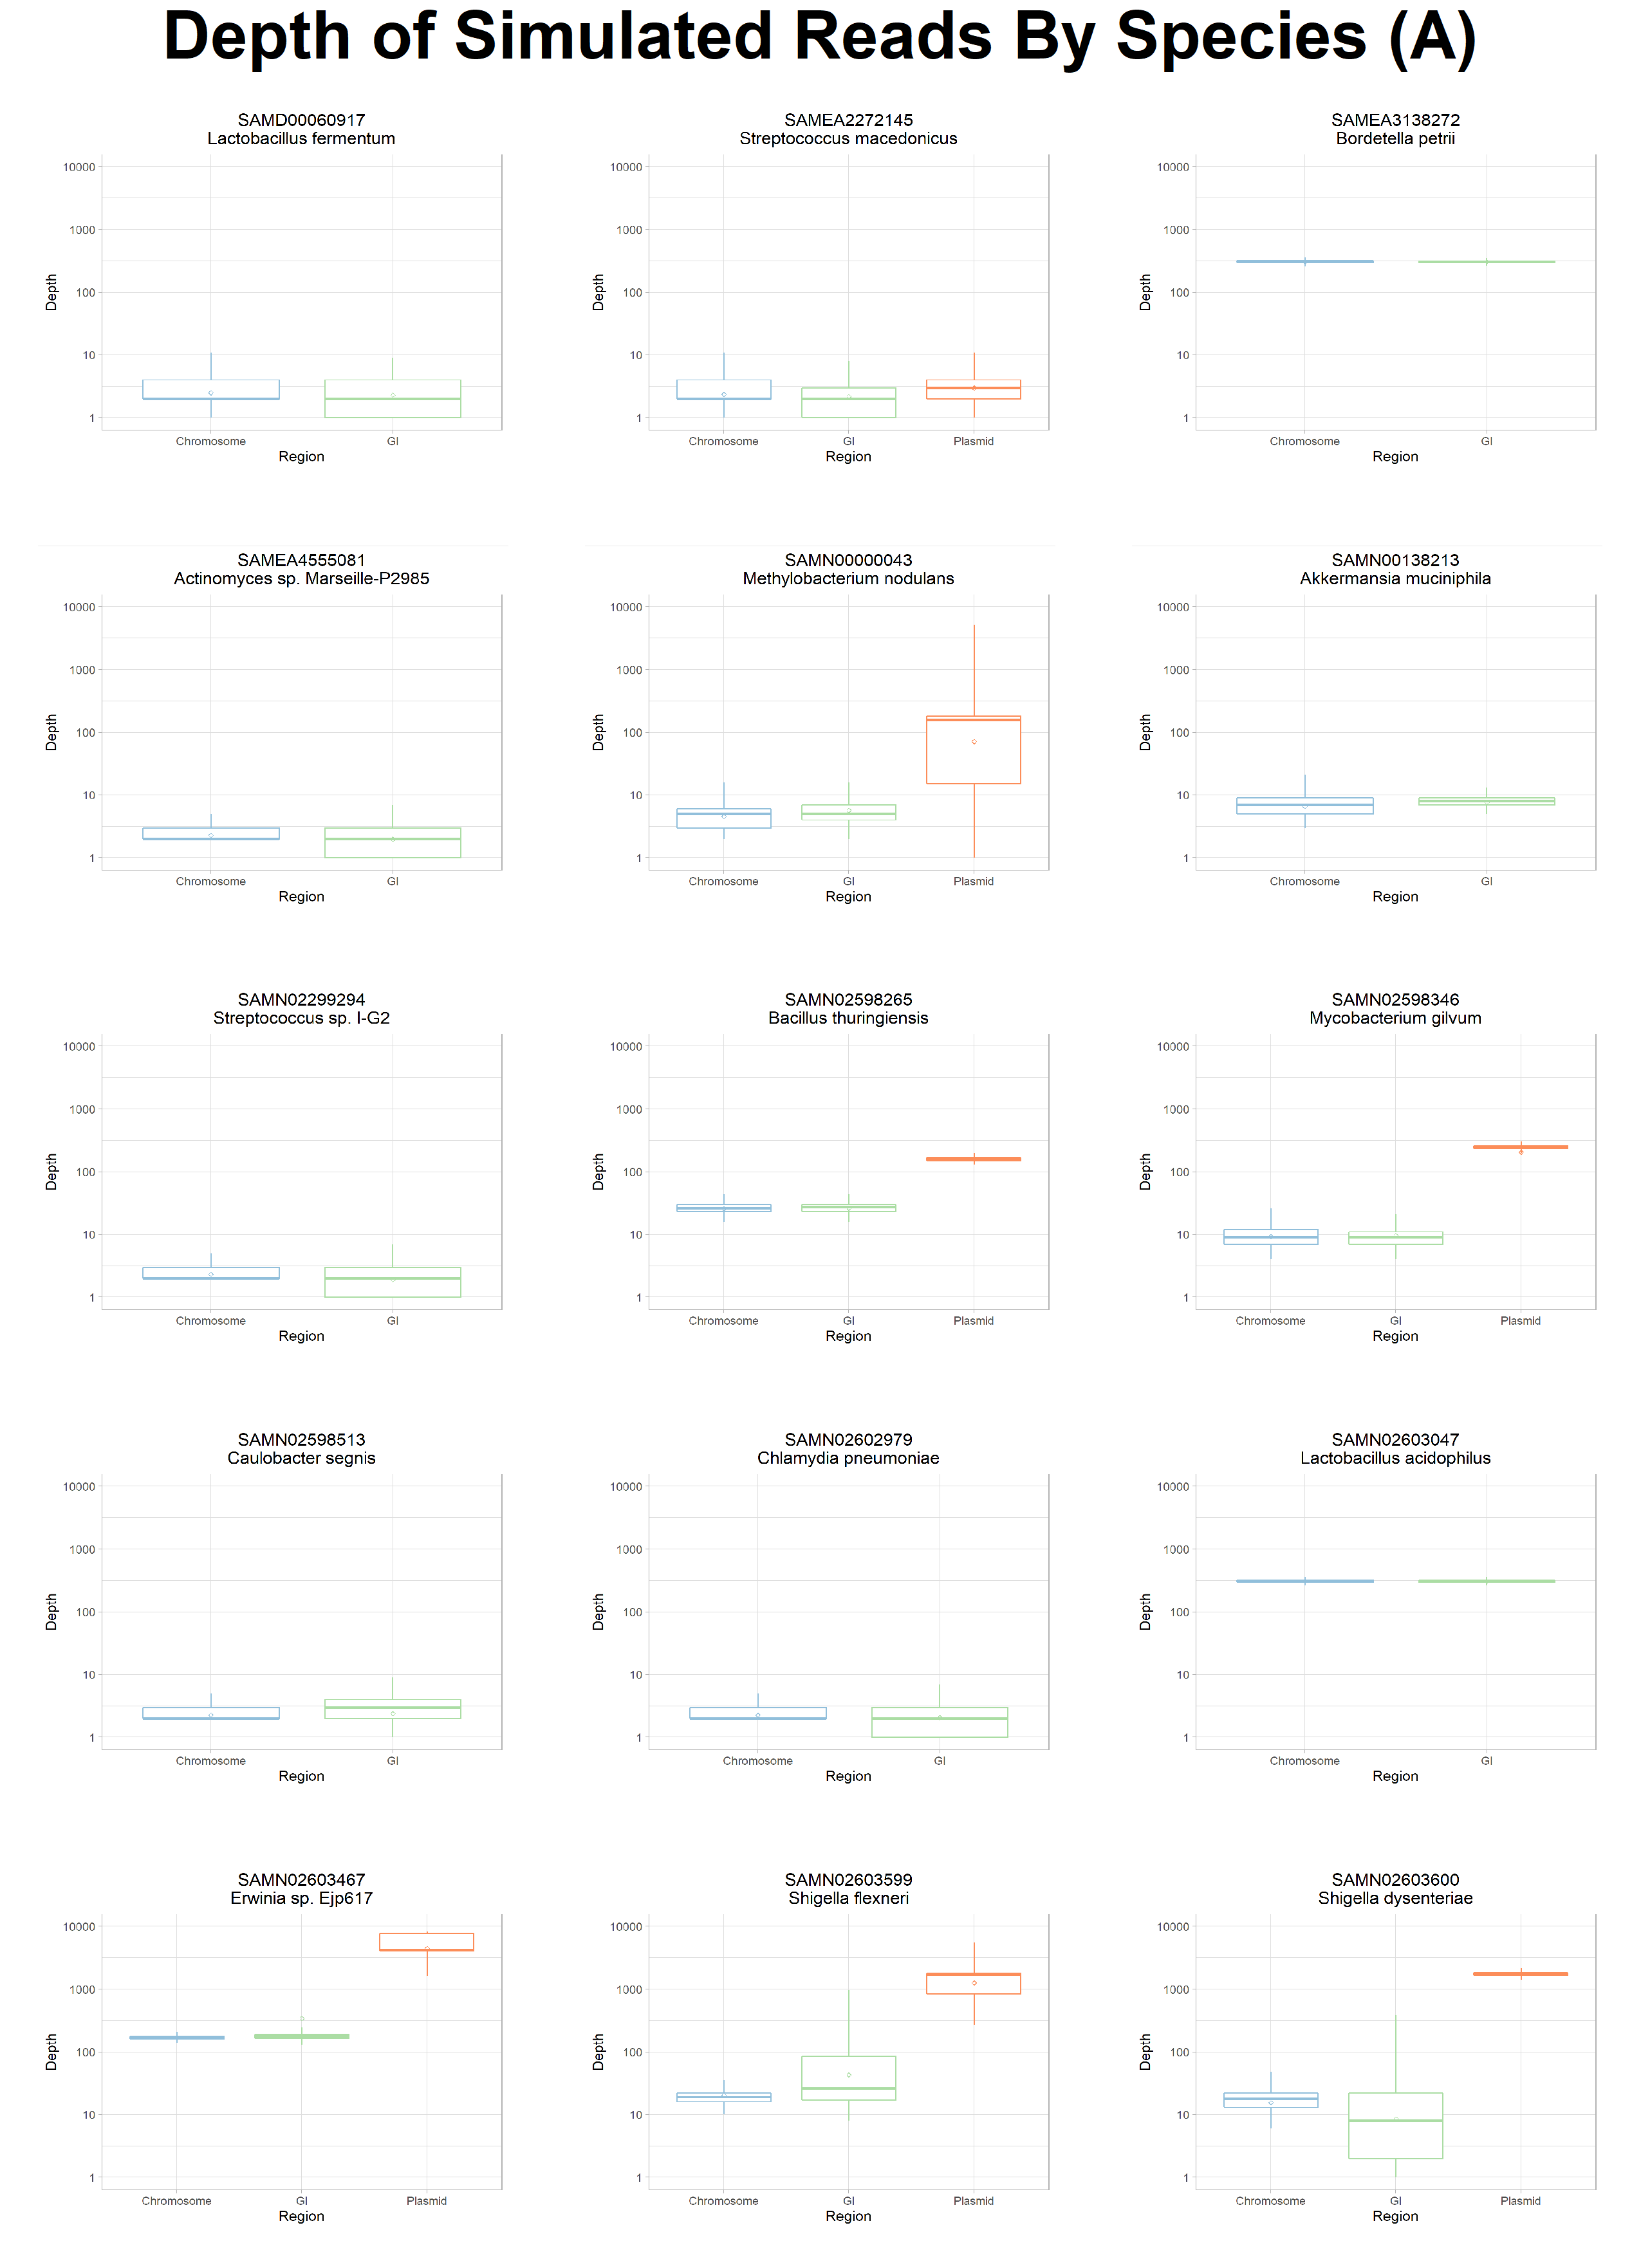 Depth of Simulated Reads By Species (A)
SAMD00060917
Lactobacillus fermentum
Depth
10000
1000
100
10
1
Chromosome GI
Region
SAMEA2272145
Streptococcus macedonicus
Depth
10000
1000
100
10
1
Chromosome GI Plasmid
Region
SAMEA3138272
Bordetella petrii
Depth
10000
1000
100
10
1
Chromosome GI
Region
SAMEA4555081
Actinomyces sp. Marseille-P2985
Depth
10000
1000
100
10
1
Chromosome GI
Region
SAMN00000043
Methylobacterium nodulans
Depth
10000
1000
100
10
1
Chromosome GI Plasmid
Region
SAMN00138213
Akkermansia muciniphila
Depth
10000
1000
100
10
1
Chromosome GI
Region
SAMN02299294
Streptococcus sp. I-G2
Depth
10000
1000
100
10
1
Chromosome GI
Region
SAMN02598265
Bacillus thuringiensis
Depth
10000
1000
100
10
1
Chromosome GI Plasmid
Region
SAMN02598346
Mycobacterium gilvum
Depth
10000
1000
100
10
1
Chromosome GI Plasmid
Region
SAMN02598513
Caulobacter segnis
Depth
10000
1000
100
10
1
Chromosome GI
Region
SAMN02602979
Chlamydia pneumoniae
Depth
10000
1000
100
10
1
Chromosome GI
Region
SAMN02603047
Lactobacillus acidophilus
Depth
10000
1000
100
10
1
Chromosome GI
Region
SAMN02603467
Erwinia sp. Ejp617
Depth
10000
1000
100
10
1
Chromosome GI Plasmid
Region
SAMN02603599
Shigella flexneri
Depth
10000
1000
100
10
1
Chromosome GI Plasmid
Region
SAMN02603600
Shigella dysenteriae
Depth
10000
1000
100
10
1
Chromosome GI Plasmid
Region